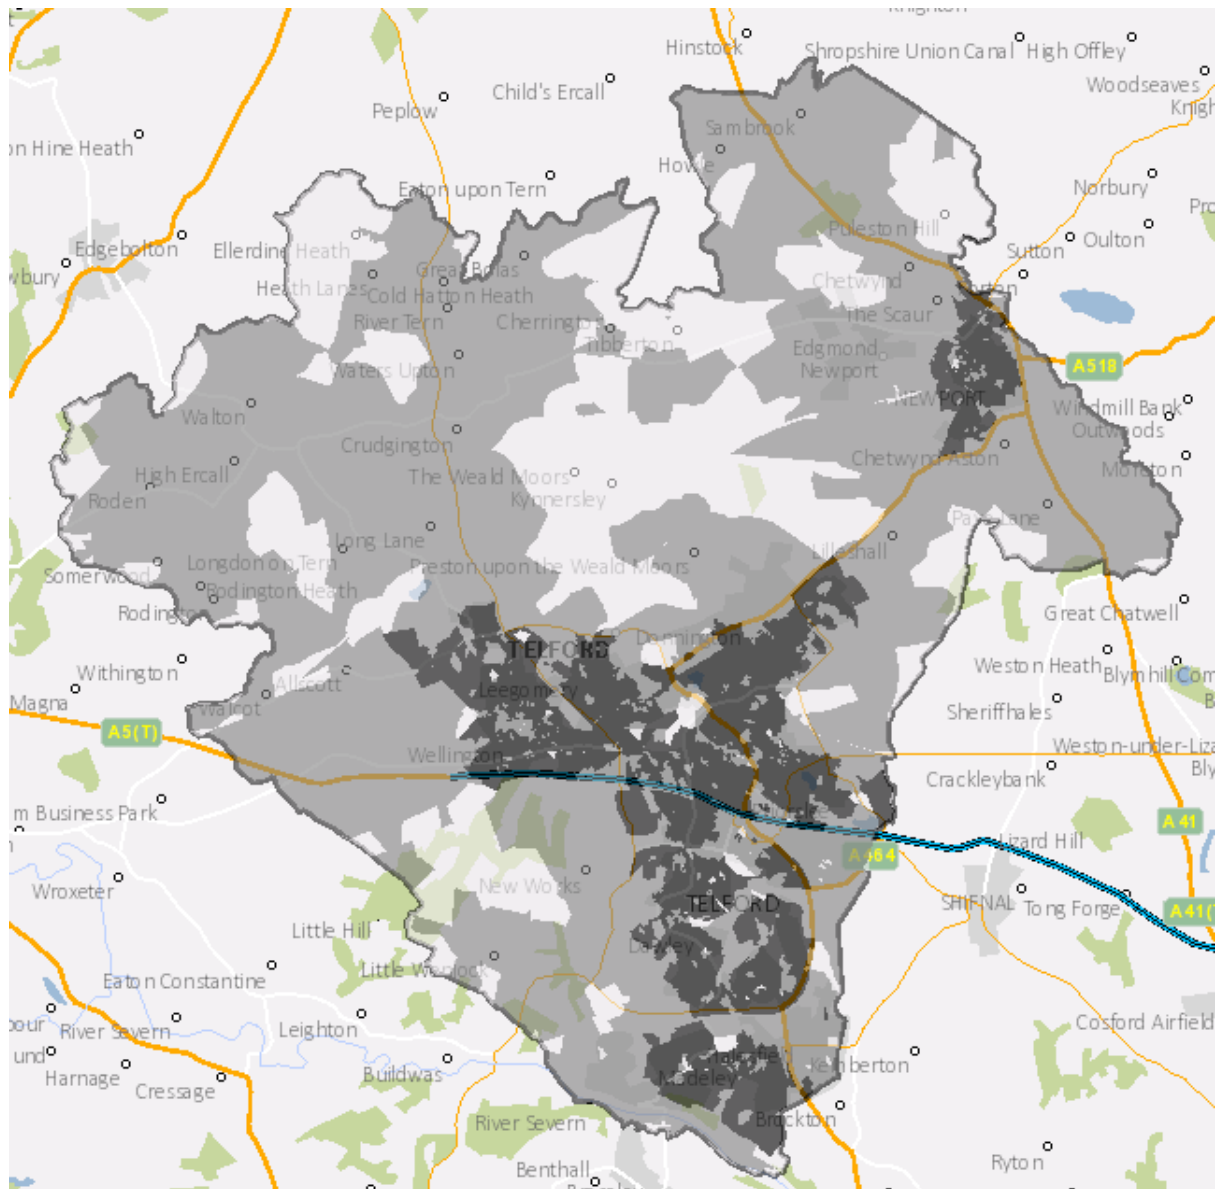 Hinstock
Shropshire Union Canal
High Offley
Woodseaves
Child's Ercall
Peplow
Sambrook
on Hine Heath
Howle
Eaton upon Tern
Norbury
Puleston Hill
Oulton
Sutton
Edgebolton
Ellerdine Heath
wbury
Great Bolas
Chetwynd
Heath Lanes
Cold Hatton Heath
The Scaur
River Tern
Cherrington
Tibberton
Edgmond
Newport
Waters Upton
A518
NEWPORT
Windmill Bank
Outwoods
Walton
Crudgington
Chetwynd Aston
Moreton
High Ercall
The Weald Moors
Kynnersley
Roden
Pave Lane
Long Lane
Lilleshall
Longdon on Tern
Preston upon the Weald Moors
Somerwood
Rodington Heath
Rodington
Great Chatwell
Donnington
TELFORD
Weston Heath
Withington
Allscott
Leegomery
Magna
Walcot
Sheriffhales
A5(T)
Weston-under-Liza
Wellington
Crackleybank
m Business Park
A41
Lizard Hill
A464
Wroxeter
New Works
TELFORD
SHIFNAL
Tong Forge
A41(T
Little Hill
Dawley
Little Wenlock
Eaton Constantine
River Severn
Leighton
Cosford Airfield
Kemberton
Harnage
Cressage
Buildwas
Madeley
River Severn
Brockton
Benthall
Ryton